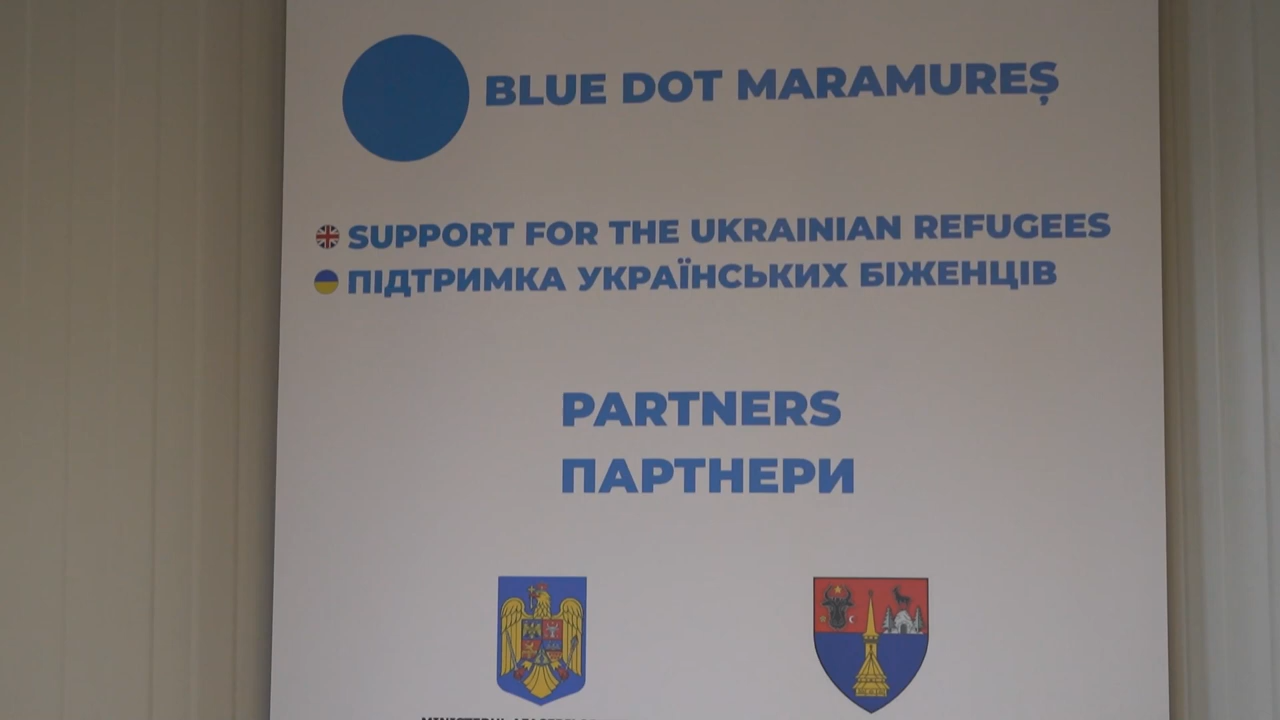 BLUE DOT MARAMUREȘ
SUPPORT FOR THE UKRAINIAN REFUGEES
ПІДТРИМКА УКРАЇНСЬКИХ БІЖЕНЦІВ
PARTNERS
ПАРТНЕРИ